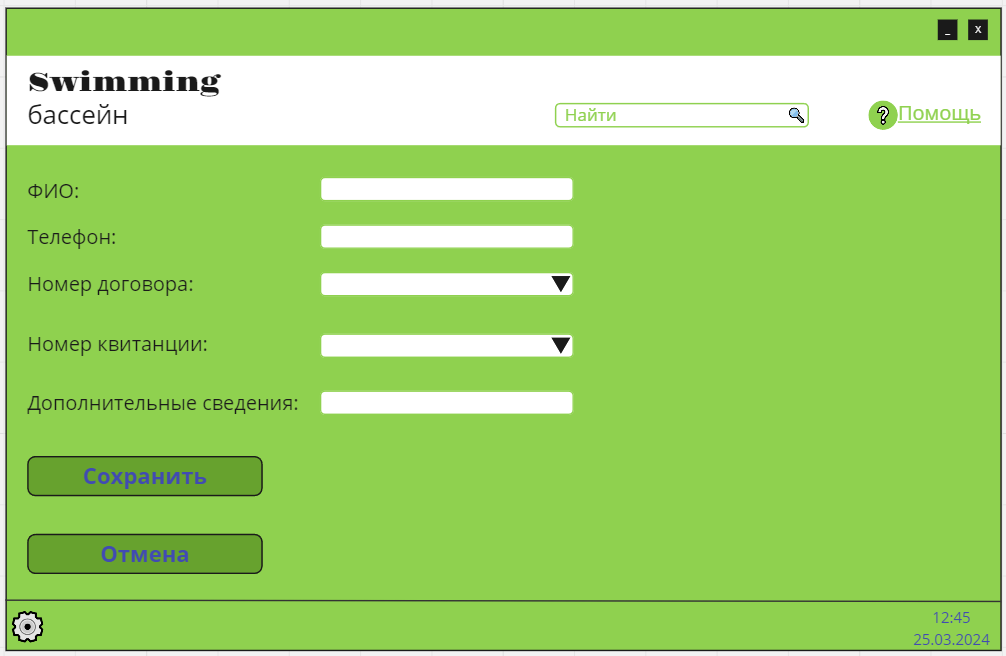 _ X
Swimming
бассейн
Найти
? Помощь
ФИО:
Телефон:
Номер договора:
Номер квитанции:
Дополнительные сведения:
Сохранить
Отмена
12:45
25.03.2024